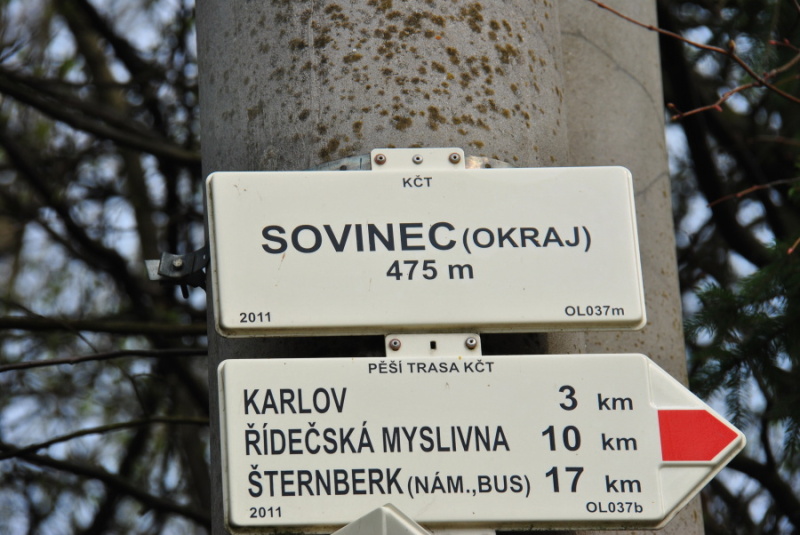 KČT
SOVINEC (OKRAJ)
475 m
2011 OL037m
PĚŠÍ TRASA KČT
KARLOV 3 km
ŘÍDEČSKÁ MYSLIVNA 10 km
ŠTERNBERK (NÁM.,BUS) 17 km
2011 OL037b